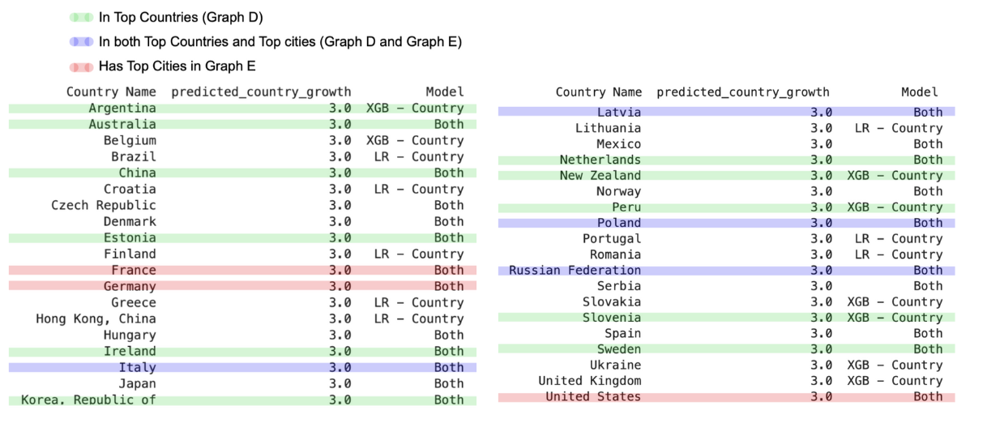 In Top Countries (Graph D)
In both Top Countries and Top cities (Graph D and Graph E)
Has Top Cities in Graph E
Country Name predicted_country_growth Model
Argentina 3.0 XGB – Country
Australia 3.0 Both
Belgium 3.0 XGB – Country
Brazil 3.0 LR – Country
China 3.0 Both
Croatia 3.0 LR – Country
Czech Republic 3.0 Both
Denmark 3.0 Both
Estonia 3.0 Both
Finland 3.0 LR – Country
France 3.0 Both
Germany 3.0 Both
Greece 3.0 LR – Country
Hong Kong, China 3.0 LR – Country
Hungary 3.0 Both
Ireland 3.0 Both
Italy 3.0 Both
Japan 3.0 Both
Korea, Republic of 3.0 Both
Country Name predicted_country_growth Model
Latvia 3.0 Both
Lithuania 3.0 LR – Country
Mexico 3.0 Both
Netherlands 3.0 Both
New Zealand 3.0 XGB – Country
Norway 3.0 Both
Peru 3.0 XGB – Country
Poland 3.0 Both
Portugal 3.0 LR – Country
Romania 3.0 LR – Country
Russian Federation 3.0 Both
Serbia 3.0 Both
Slovakia 3.0 XGB – Country
Slovenia 3.0 XGB – Country
Spain 3.0 Both
Sweden 3.0 Both
Ukraine 3.0 XGB – Country
United Kingdom 3.0 XGB – Country
United States 3.0 Both